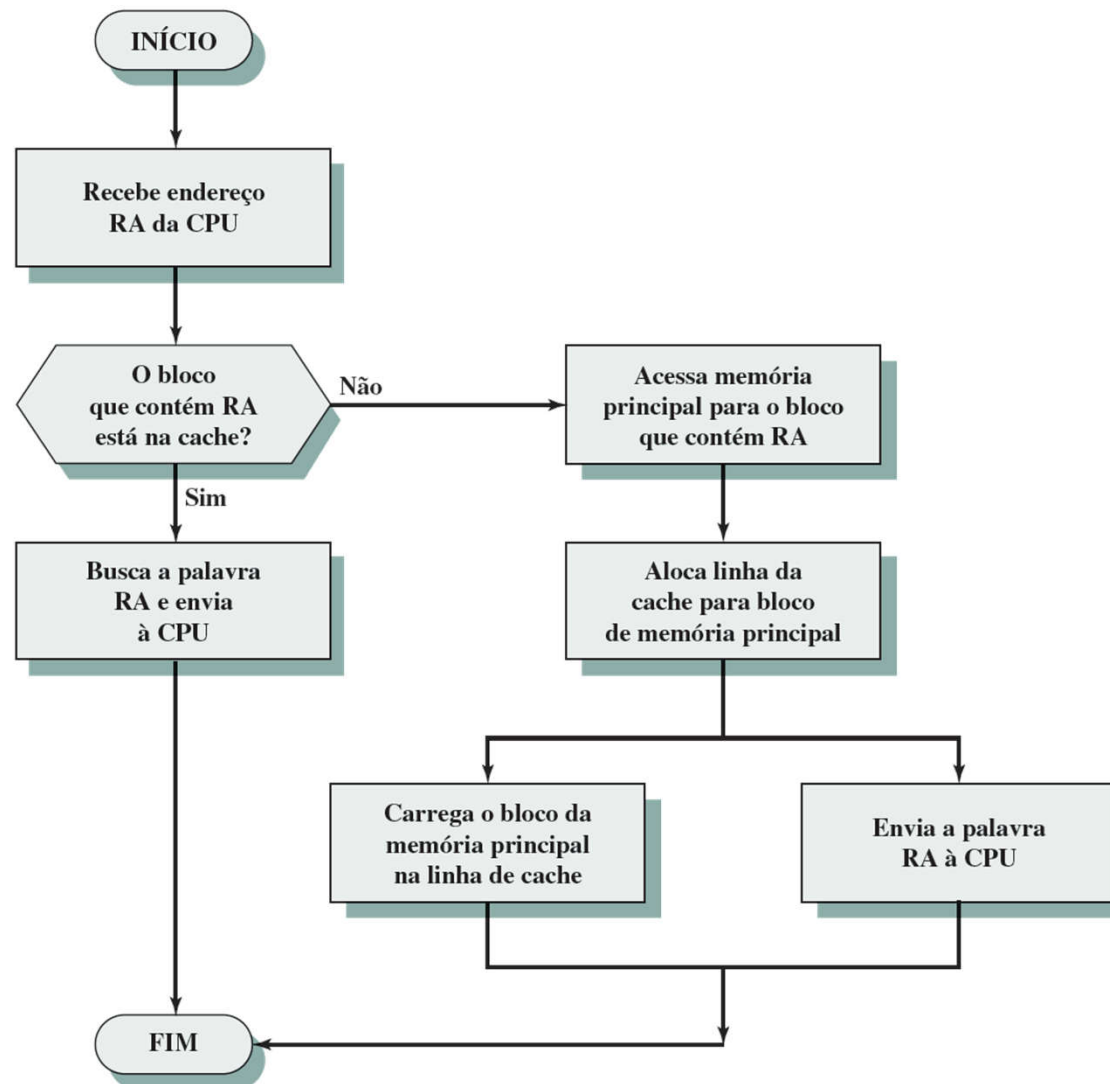 INÍCIO
Recebe endereço
RA da CPU
O bloco
que contém RA
está na cache?
Não
Acessa memória
principal para o bloco
que contém RA
Sim
Busca a palavra
RA e envia
à CPU
Aloca linha da
cache para bloco
de memória principal
Carrega o bloco da
memória principal
na linha de cache
Envia a palavra
RA à CPU
FIM